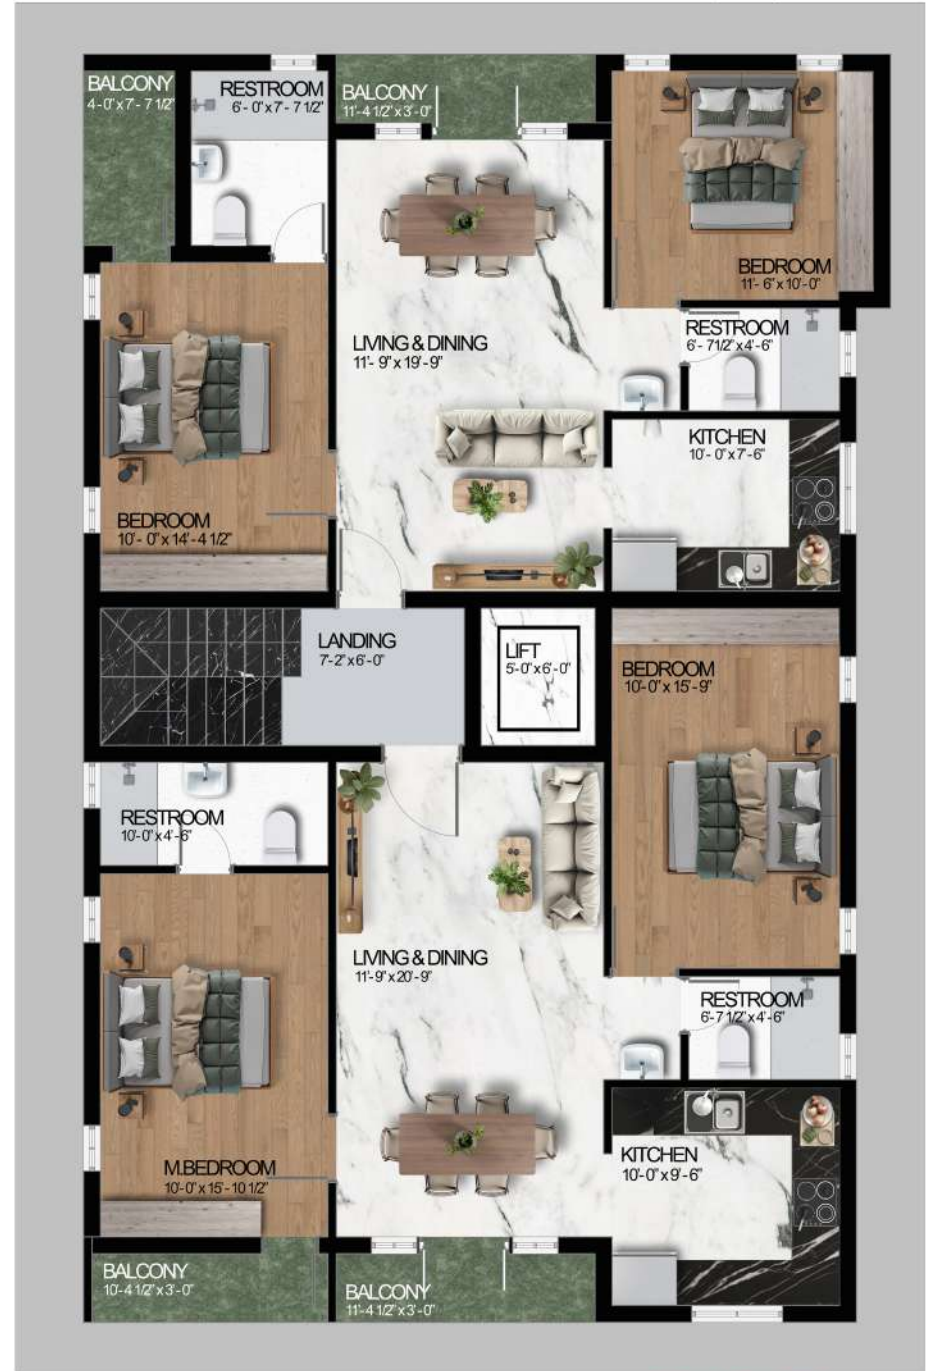 BALCONY
4'-0"x7'-7 1/2"
RESTROOM
6'-0"x7'-7 1/2"
BALCONY
11'-4 1/2"x3'-0"
BEDROOM
11'-6"x10'-0"
LIVING & DINING
11'-9"x19'-9"
RESTROOM
6'-7 1/2"x4'-6"
KITCHEN
10'-0"x7'-6"
BEDROOM
10'-0"x14'-4 1/2"
LANDING
7'-2"x6'-0"
LIFT
5'-0"x6'-0"
BEDROOM
10'-0"x15'-9"
RESTROOM
10'-0"x4'-6"
LIVING & DINING
11'-9"x20'-9"
RESTROOM
6'-7 1/2"x4'-6"
KITCHEN
10'-0"x9'-6"
M.BEDROOM
10'-0"x15'-10 1/2"
BALCONY
10'-4 1/2"x3'-0"
BALCONY
11'-4 1/2"x3'-0"